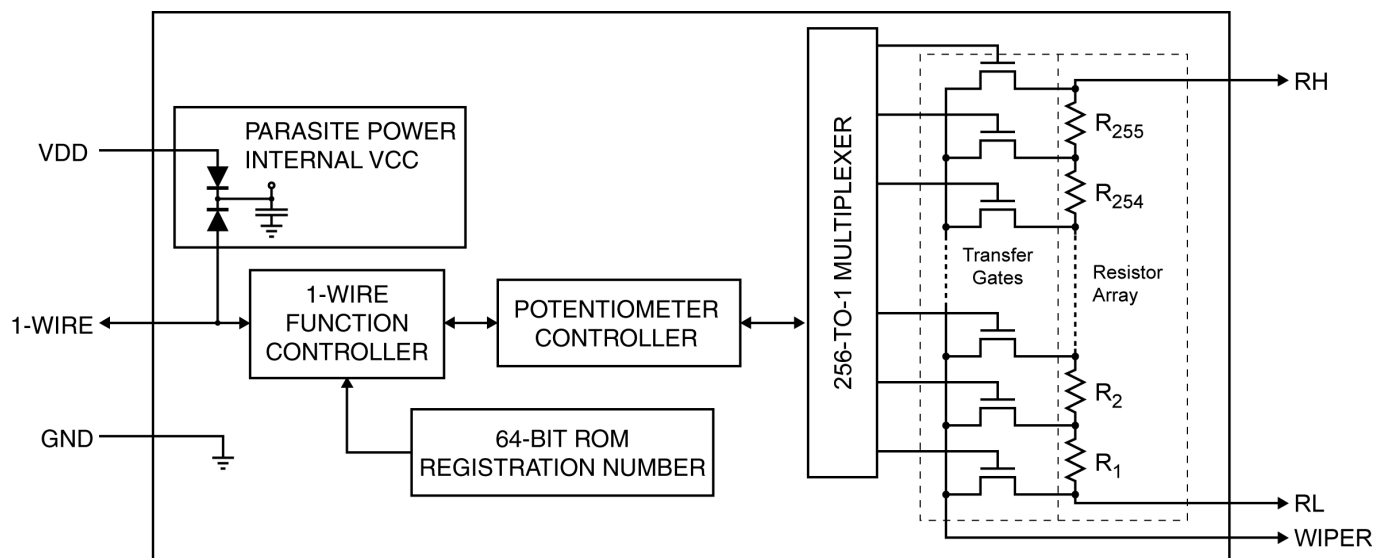 VDD
1-WIRE
GND
PARASITE POWER
INTERNAL VCC
1-WIRE
FUNCTION
CONTROLLER
POTENTIOMETER
CONTROLLER
64-BIT ROM
REGISTRATION NUMBER
256-TO-1 MULTIPLEXER
Transfer
Gates
Resistor
Array
R255
R254
R2
R1
RH
RL
WIPER